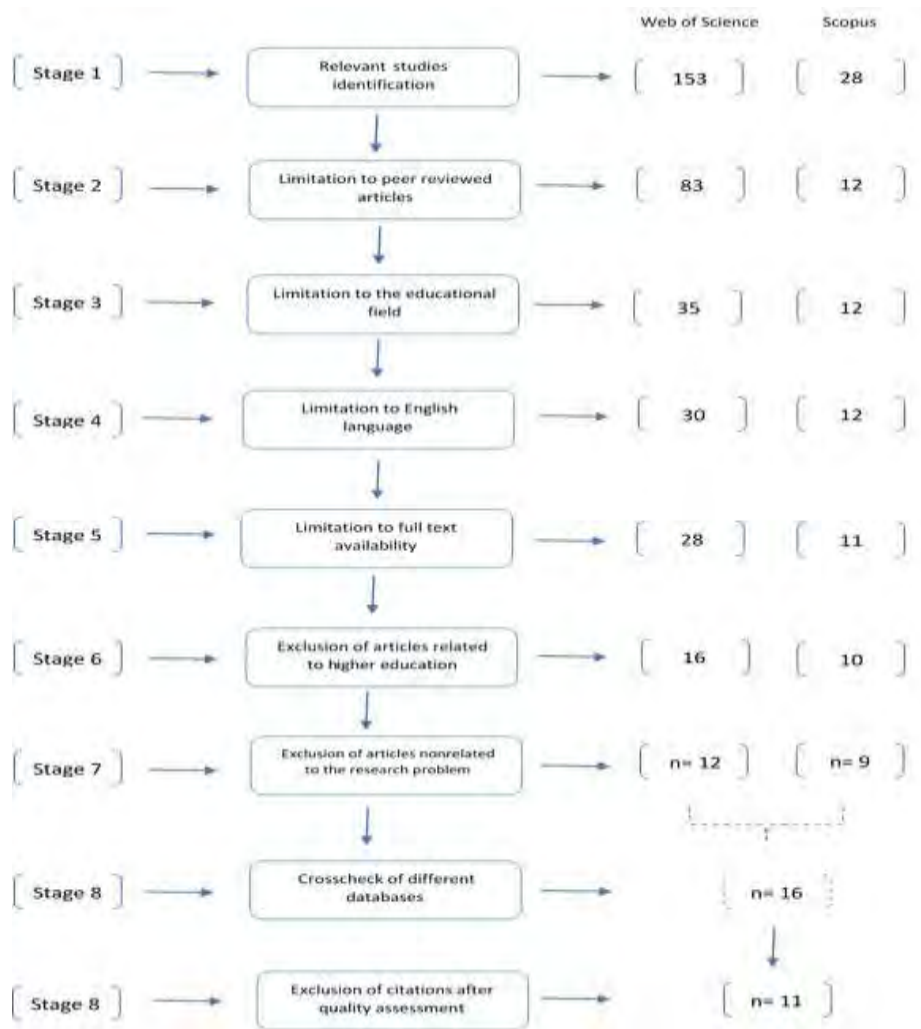 Web of Science Scopus
Stage 1 Relevant studies 153 28
identification
Stage 2 Limitation to peer reviewed 83 12
articles
Stage 3 Limitation to the educational 35 12
field
Stage 4 Limitation to English 30 12
language
Stage 5 Limitation to full text 28 11
availability
Stage 6 Exclusion of articles related 16 10
to higher education
Stage 7 Exclusion of articles nonrelated n= 12 n= 9
to the research problem
Stage 8 Crosscheck of different n= 16
databases
Stage 8 Exclusion of citations after n= 11
quality assessment